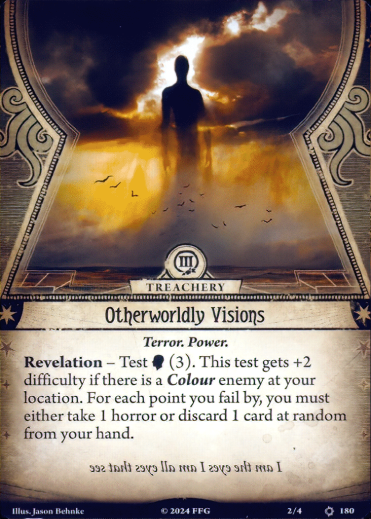 III
TREACHERY
Otherworldly Visions
Terror. Power.
Revelation – Test (3). This test gets +2
difficulty if there is a Colour enemy at your
location. For each point you fail by, you must
either take 1 horror or discard 1 card at random
from your hand.
I am the eyes I am all eyes that see
Illus. Jason Behnke © 2024 FFG 2/4 180